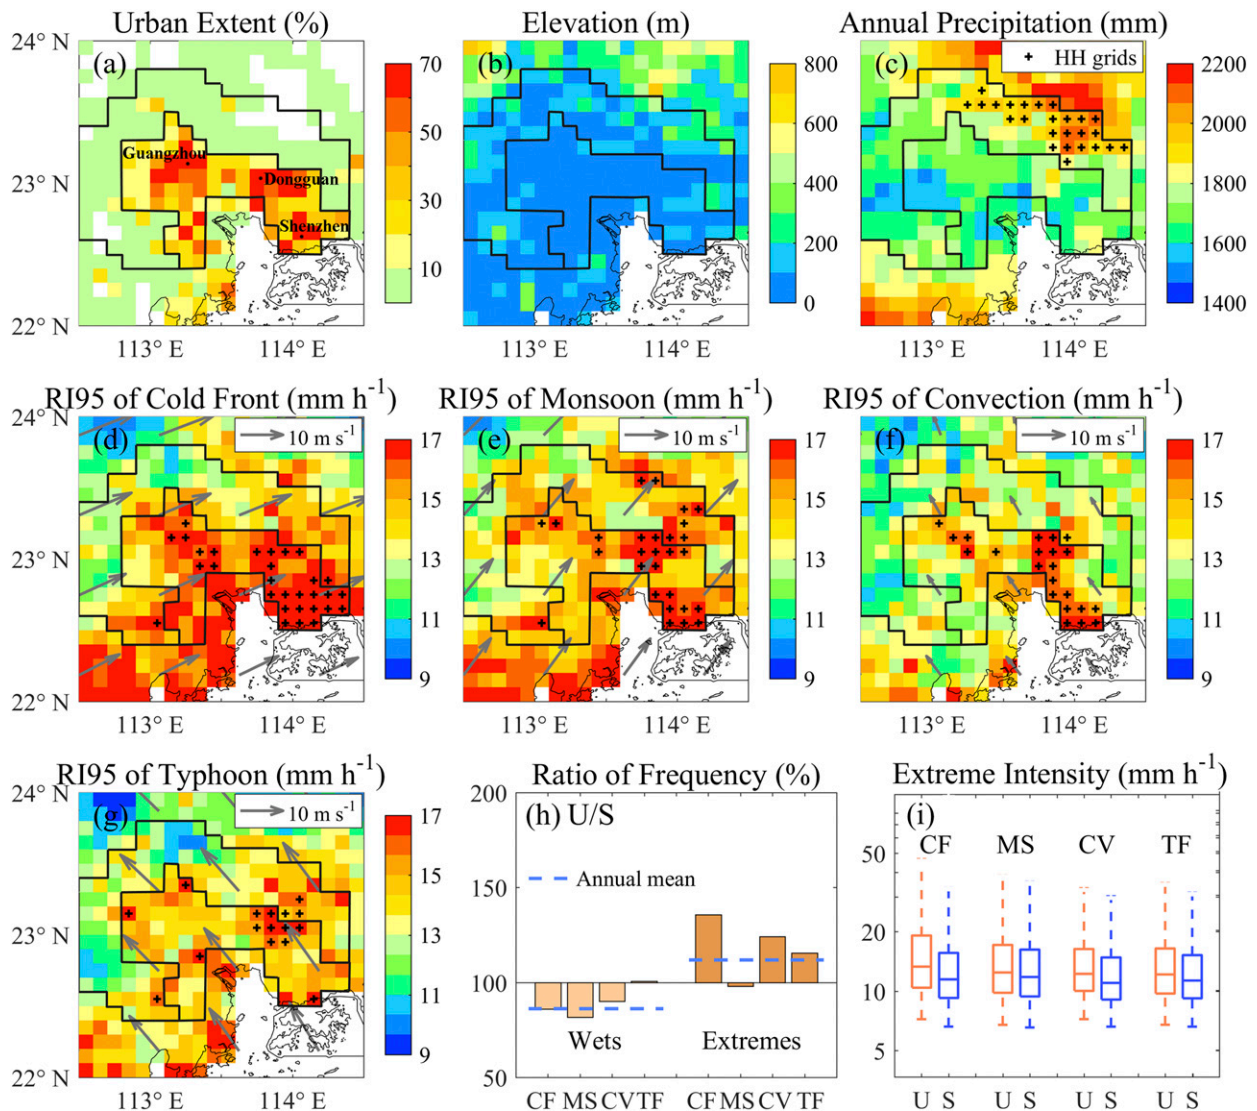 Urban Extent (%)
Elevation (m)
Annual Precipitation (mm)
24° N
23° N
22° N
(a)
Guangzhou
Dongguan
Shenzhen
70
50
30
10
113° E
114° E
(b)
800
600
400
200
0
113° E
114° E
(c)
HH grids
2200
2000
1800
1600
1400
113° E
114° E
RI95 of Cold Front (mm h⁻¹)
RI95 of Monsoon (mm h⁻¹)
RI95 of Convection (mm h⁻¹)
24° N
23° N
22° N
(d)
10 m s⁻¹
17
15
13
11
9
113° E
114° E
(e)
10 m s⁻¹
17
15
13
11
9
113° E
114° E
(f)
10 m s⁻¹
17
15
13
11
9
113° E
114° E
RI95 of Typhoon (mm h⁻¹)
Ratio of Frequency (%)
Extreme Intensity (mm h⁻¹)
24° N
23° N
22° N
(g)
10 m s⁻¹
17
15
13
11
9
113° E
114° E
200
150
100
50
(h) U/S
Annual mean
Wets
Extremes
CF MS CV TF
CF MS CV TF
(i)
50
20
10
5
CF
MS
CV
TF
U S
U S
U S
U S